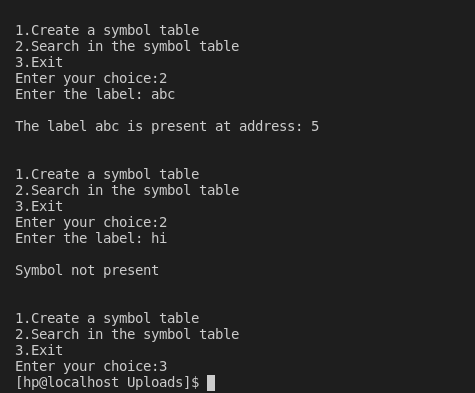 1.Create a symbol table
2.Search in the symbol table
3.Exit
Enter your choice:2
Enter the label: abc
The label abc is present at address: 5
1.Create a symbol table
2.Search in the symbol table
3.Exit
Enter your choice:2
Enter the label: hi
Symbol not present
1.Create a symbol table
2.Search in the symbol table
3.Exit
Enter your choice:3
[hp@localhost Uploads]$